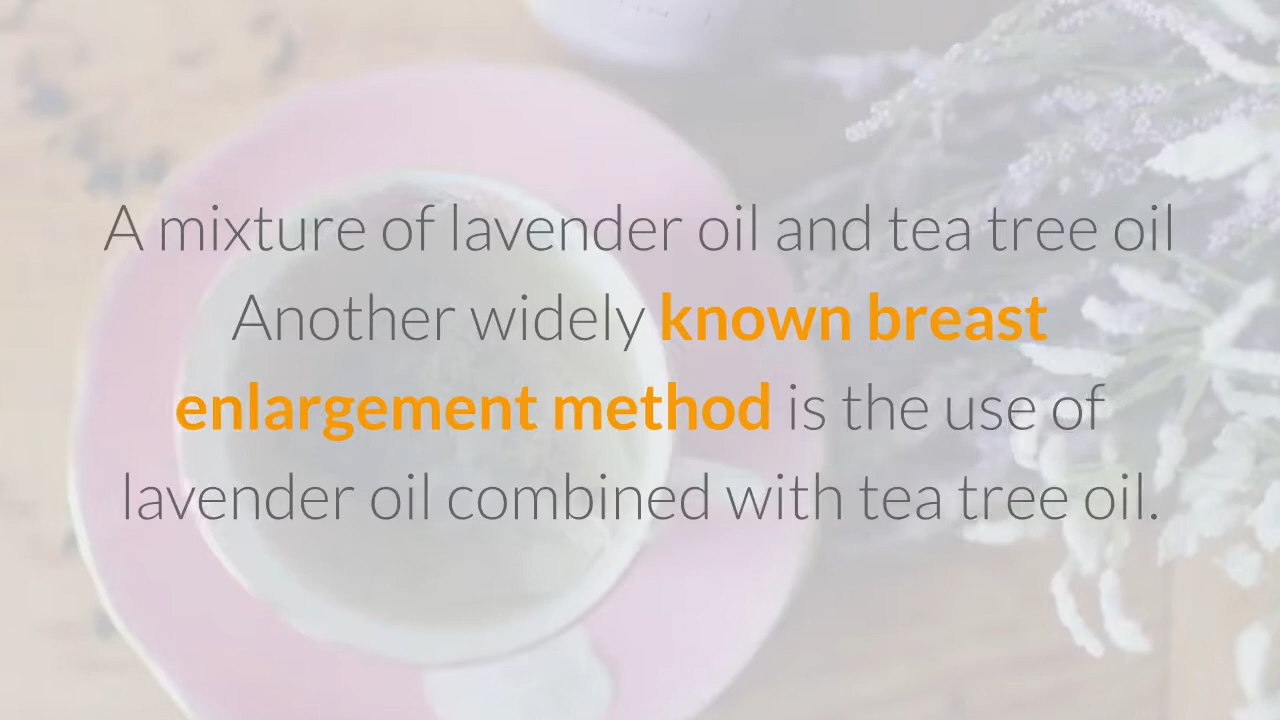 A mixture of lavender oil and tea tree oil
Another widely known breast
enlargement method is the use of
lavender oil combined with tea tree oil.